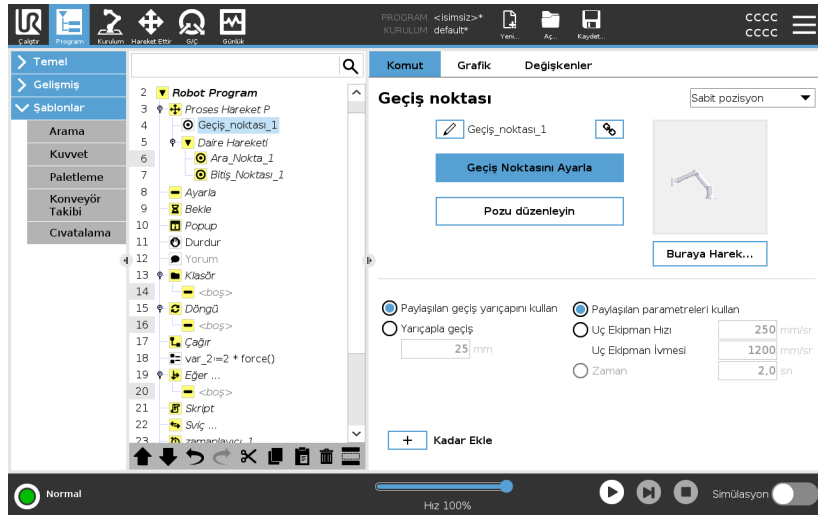 UR
Çalıştır
Program
Kurulum
Hareket Ettir
G/Ç
Günlük
PROGRAM <isimsiz>*
KURULUM default*
Yeni...
Aç...
Kaydet...
CCCC
CCCC
Temel
Gelişmiş
Şablonlar
Arama
Kuvvet
Paletleme
Konveyör
Takibi
Cıvatalama
2 Robot Program
3 Proses Hareket P
4 Geçiş_noktası_1
5 Daire Hareketi
6 Ara_Nokta_1
7 Bitiş_Noktası_1
8 Ayarla
9 Bekle
10 Popup
11 Durdur
12 Yorum
13 Klasör
14 <boş>
15 Döngü
16 <boş>
17 Çağır
18 var_2:=2 * force()
19 Eğer ...
20 <boş>
21 Skript
22 Sviç ...
23 zamanlayıcı_1
Komut
Grafik
Değişkenler
Geçiş noktası
Sabit pozisyon
Geçiş_noktası_1
Geçiş Noktasını Ayarla
Pozu düzenleyin
Buraya Harek...
Paylaşılan geçiş yarıçapını kullan
Yarıçapla geçiş
25 mm
Paylaşılan parametreleri kullan
Uç Ekipman Hızı 250 mm/sn
Uç Ekipman İvmesi 1200 mm/sn
Zaman 2,0 sn
+ Kadar Ekle
Normal
Hız 100%
Simülasyon